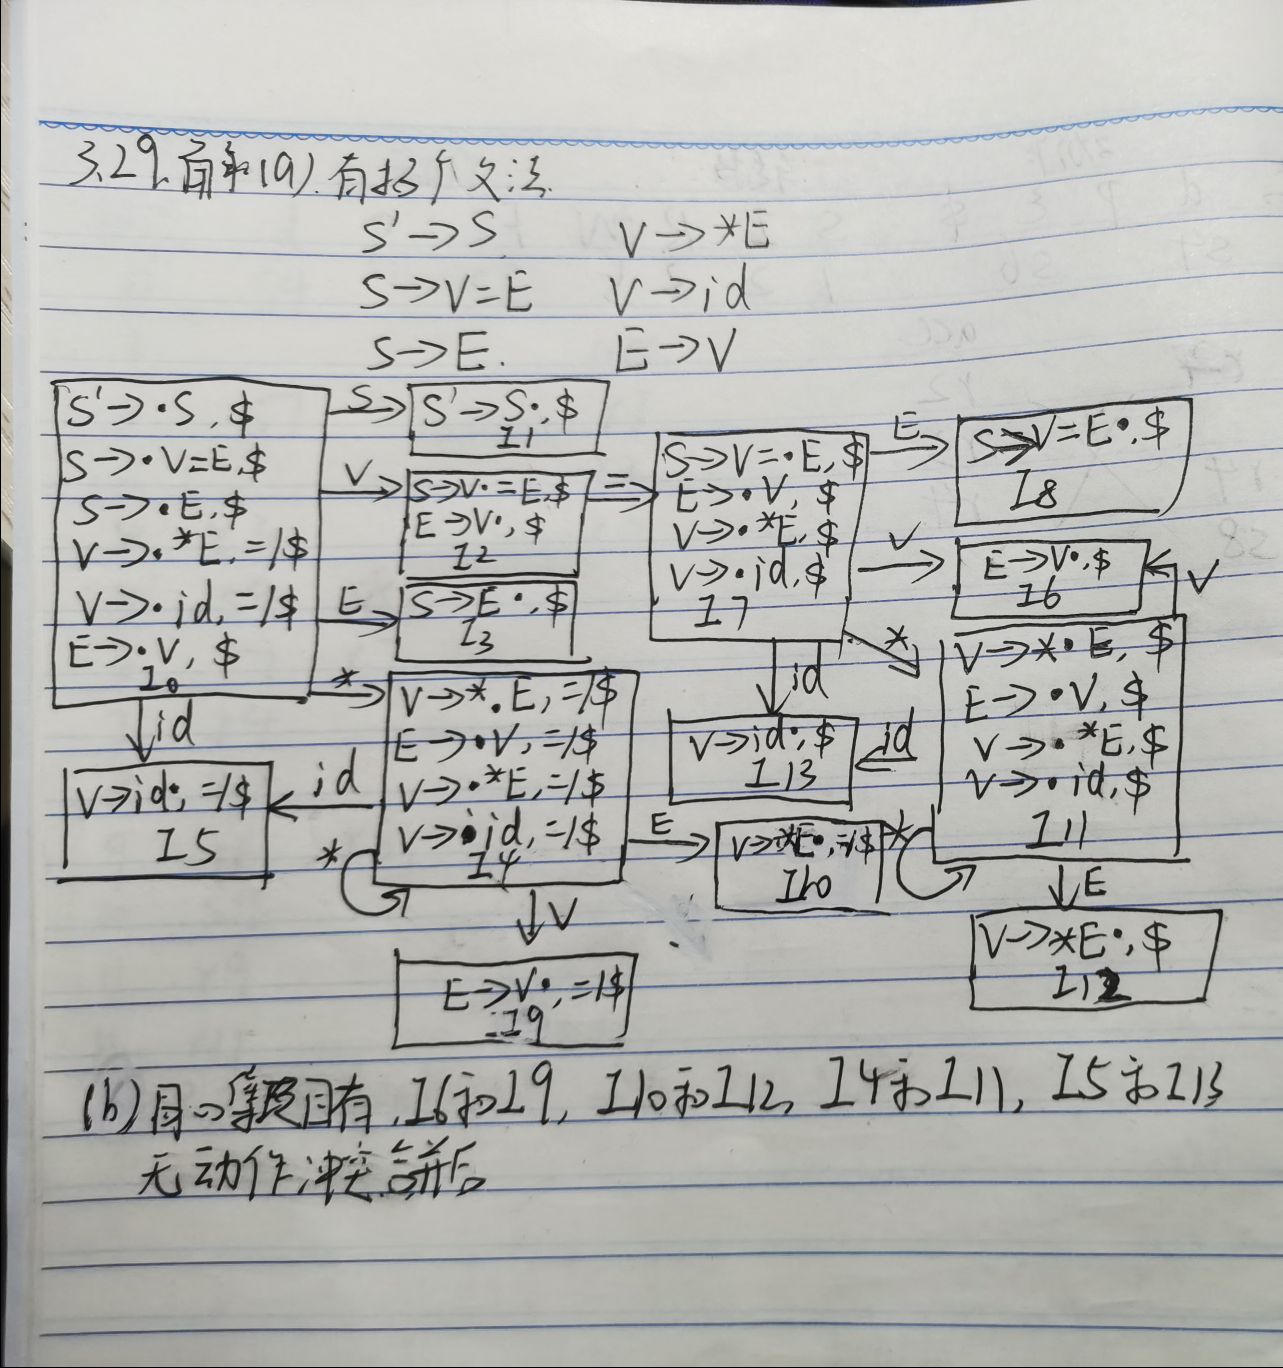 3.29. 首先(a).有拓广文法
S'→S V→*E
S→V=E V→id
S→E. E→V
S'→·S, $
S→·V=E,$
S→·E,$
V→·*E,=/$
V→·id,=/$
E→·V, $
I0
S
S'→S·,$
I1
V
S→V·=E,$
E→V·,$
I2
E
S→E·,$
I3
=
S→V=·E,$
E→·V, $
V→·*E,$
V→·id,$
I7
E
S→V=E·,$
I8
V
E→V·,$
I6
V
*
V→*·E, $
E→·V,$
V→·*E,$
V→·id,$
I11
id
V→id·,$
I13
id
*
V→*·E,=/$
E→·V,=/$
V→·*E,=/$
V→·id,=/$
I4
id
V→id·,=/$
I5
id
*
E
V→*E·,=/$
I10
*
E
V→*E·,$
I12
V
E→V·,=/$
I9
(b)同心项目有,I6和I9, I10和I12, I4和I11, I5和I13
无动作冲突 合并后